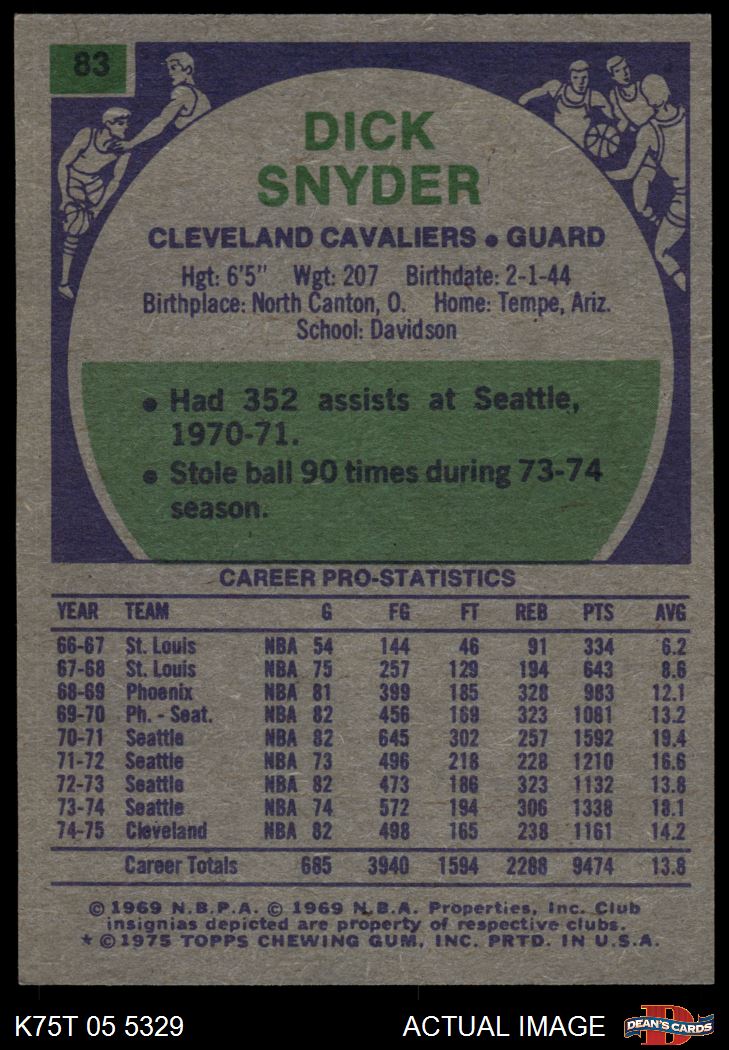 83
DICK
SNYDER
CLEVELAND CAVALIERS • GUARD
Hgt: 6'5" Wgt: 207 Birthdate: 2-1-44
Birthplace: North Canton, O. Home: Tempe, Ariz.
School: Davidson
• Had 352 assists at Seattle,
1970-71.
• Stole ball 90 times during 73-74
season.
CAREER PRO-STATISTICS
YEAR TEAM G FG FT REB PTS AVG
66-67 St. Louis NBA 54 144 46 91 334 6.2
67-68 St. Louis NBA 75 257 129 194 643 8.6
68-69 Phoenix NBA 81 399 185 328 983 12.1
69-70 Ph. - Seat. NBA 82 456 169 323 1081 13.2
70-71 Seattle NBA 82 645 302 257 1592 19.4
71-72 Seattle NBA 73 496 218 228 1210 16.6
72-73 Seattle NBA 82 473 186 323 1132 13.8
73-74 Seattle NBA 74 572 194 306 1338 18.1
74-75 Cleveland NBA 82 498 165 238 1161 14.2
Career Totals 685 3940 1594 2288 9474 13.8
© 1969 N.B.P.A. © 1969 N.B.A. Properties, Inc. Club
insignias depicted are property of respective clubs.
* © 1975 TOPPS CHEWING GUM, INC. PRTD. IN U.S.A.
K75T 05 5329 ACTUAL IMAGE DEAN'S CARDS